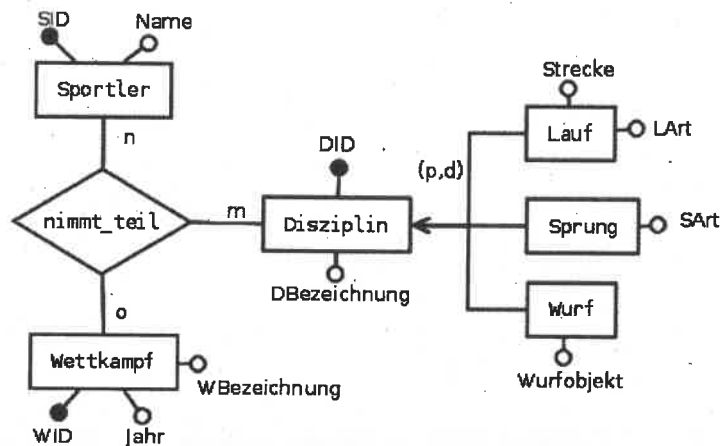 SID
Name
Sportler
n
nimmt_teil
m
o
Wettkampf
WBezeichnung
WID
Jahr
DID
Disziplin
DBezeichnung
(p,d)
Strecke
Lauf
LArt
Sprung
SArt
Wurf
Wurfobjekt